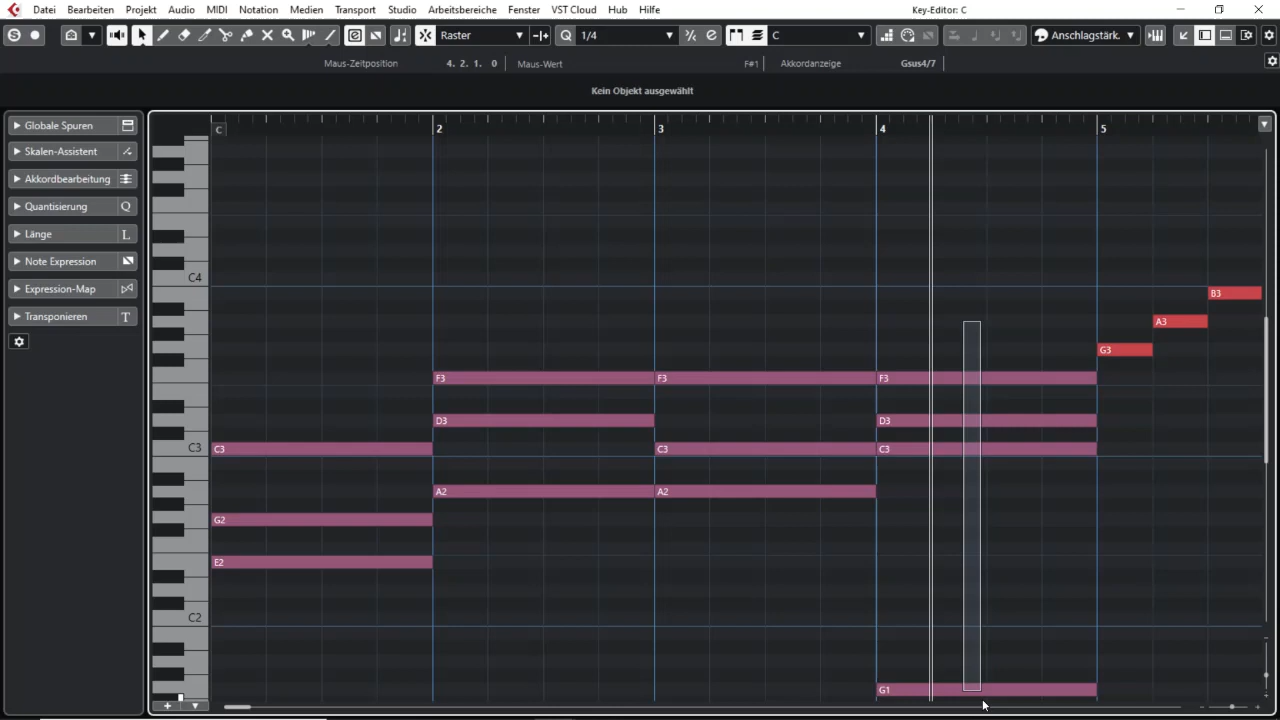 Datei Bearbeiten Projekt Audio MIDI Notation Medien Transport Studio Arbeitsbereiche Fenster VST Cloud Hub Hilfe Key-Editor: C
Raster Q 1/4 C Anschlagstärk.
Maus-Zeitposition 4. 2. 1. 0 Maus-Wert F#1 Akkordanzeige Gsus4/7
Kein Objekt ausgewählt
Globale Spuren
Skalen-Assistent
Akkordbearbeitung
Quantisierung Q
Länge L
Note Expression
Expression-Map
Transponieren T
C 2 3 4 5
C4
B3
A3
G3
F3 F3 F3
D3 D3
C3 C3 C3 C3
A2 A2
G2
E2
C2
G1